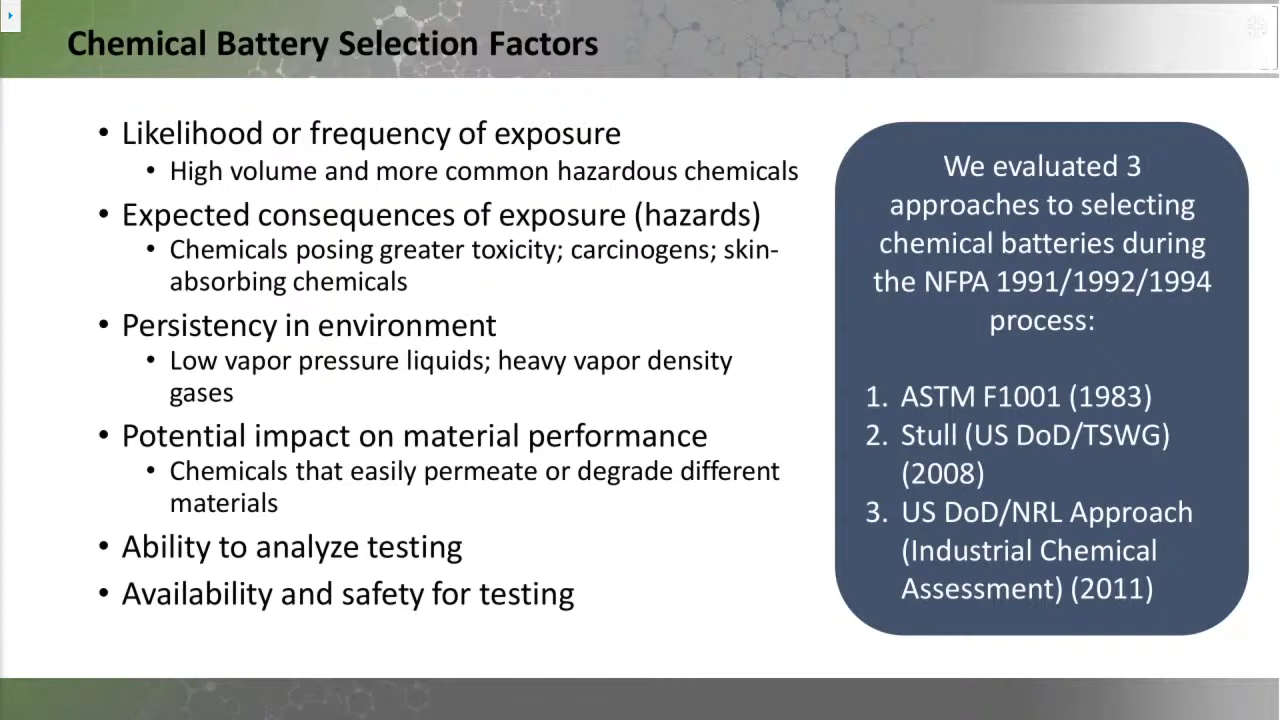 Chemical Battery Selection Factors
• Likelihood or frequency of exposure
• High volume and more common hazardous chemicals
• Expected consequences of exposure (hazards)
• Chemicals posing greater toxicity; carcinogens; skin-
absorbing chemicals
• Persistency in environment
• Low vapor pressure liquids; heavy vapor density
gases
• Potential impact on material performance
• Chemicals that easily permeate or degrade different
materials
• Ability to analyze testing
• Availability and safety for testing
We evaluated 3
approaches to selecting
chemical batteries during
the NFPA 1991/1992/1994
process:
1. ASTM F1001 (1983)
2. Stull (US DoD/TSWG)
(2008)
3. US DoD/NRL Approach
(Industrial Chemical
Assessment) (2011)